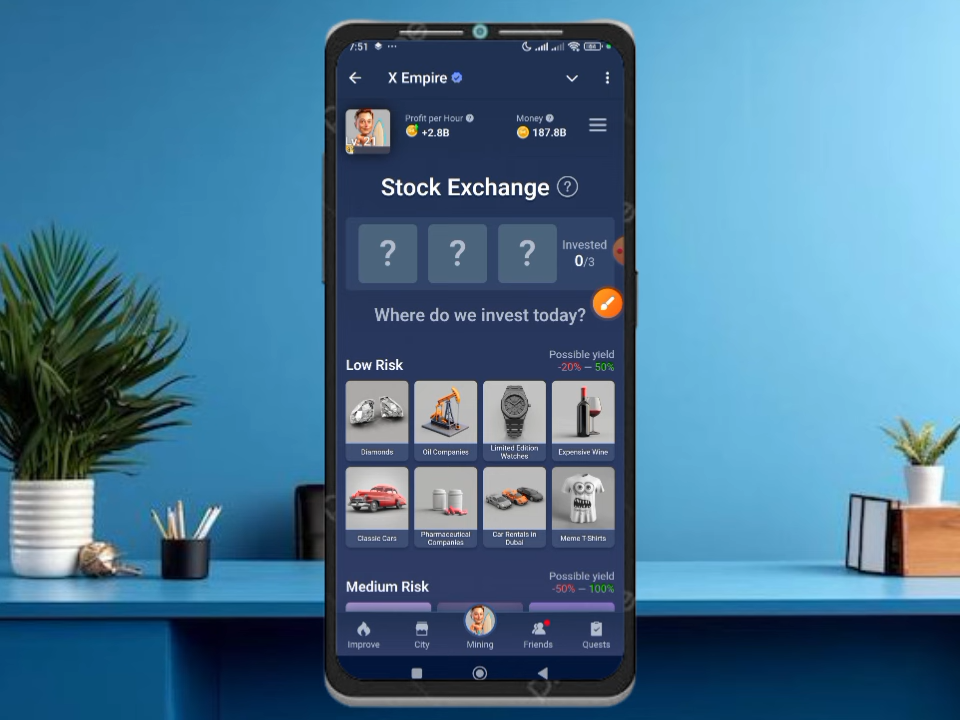 7:51
X Empire
Profit per Hour ?
+2.8B
Money ?
187.8B
Lv. 21
Stock Exchange ?
? ? ?
Invested
0/3
Where do we invest today?
Low Risk
Possible yield
-20% — 50%
Diamonds
Oil Companies
Limited Edition
Watches
Expensive Wine
Classic Cars
Pharmaceutical
Companies
Car Rentals in
Dubai
Meme T-Shirts
Medium Risk
Possible yield
-50% — 100%
Improve
City
Mining
Friends
Quests